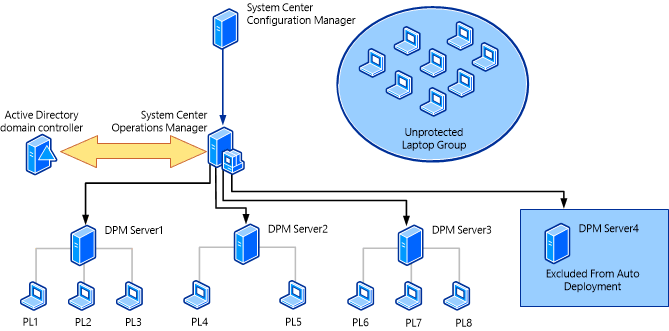 System Center
Configuration Manager
Active Directory
domain controller
System Center
Operations Manager
Unprotected
Laptop Group
DPM Server1
DPM Server2
DPM Server3
DPM Server4
Excluded From Auto
Deployment
PL1
PL2
PL3
PL4
PL5
PL6
PL7
PL8